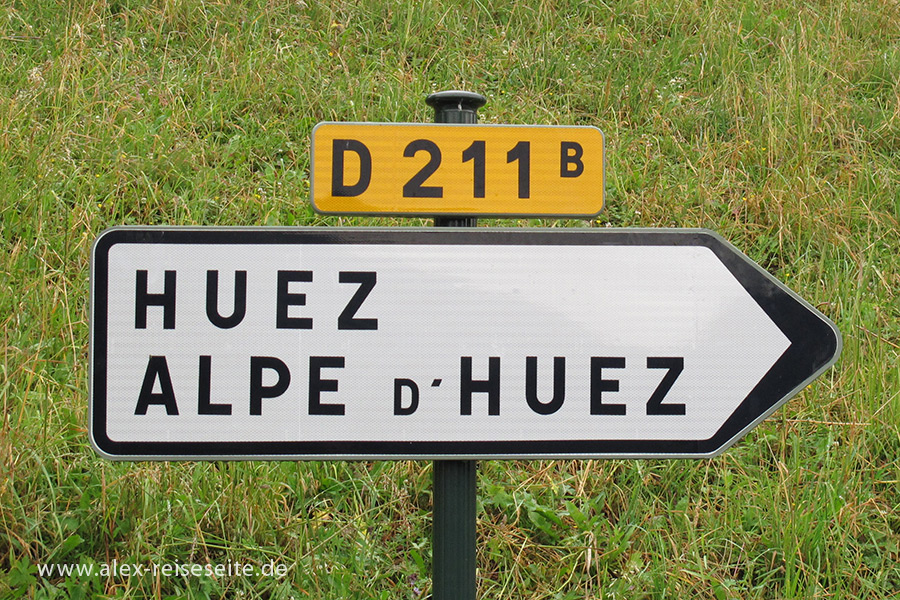 D 211 B
HUEZ
ALPE D'HUEZ
www.alex-reiseseite.de